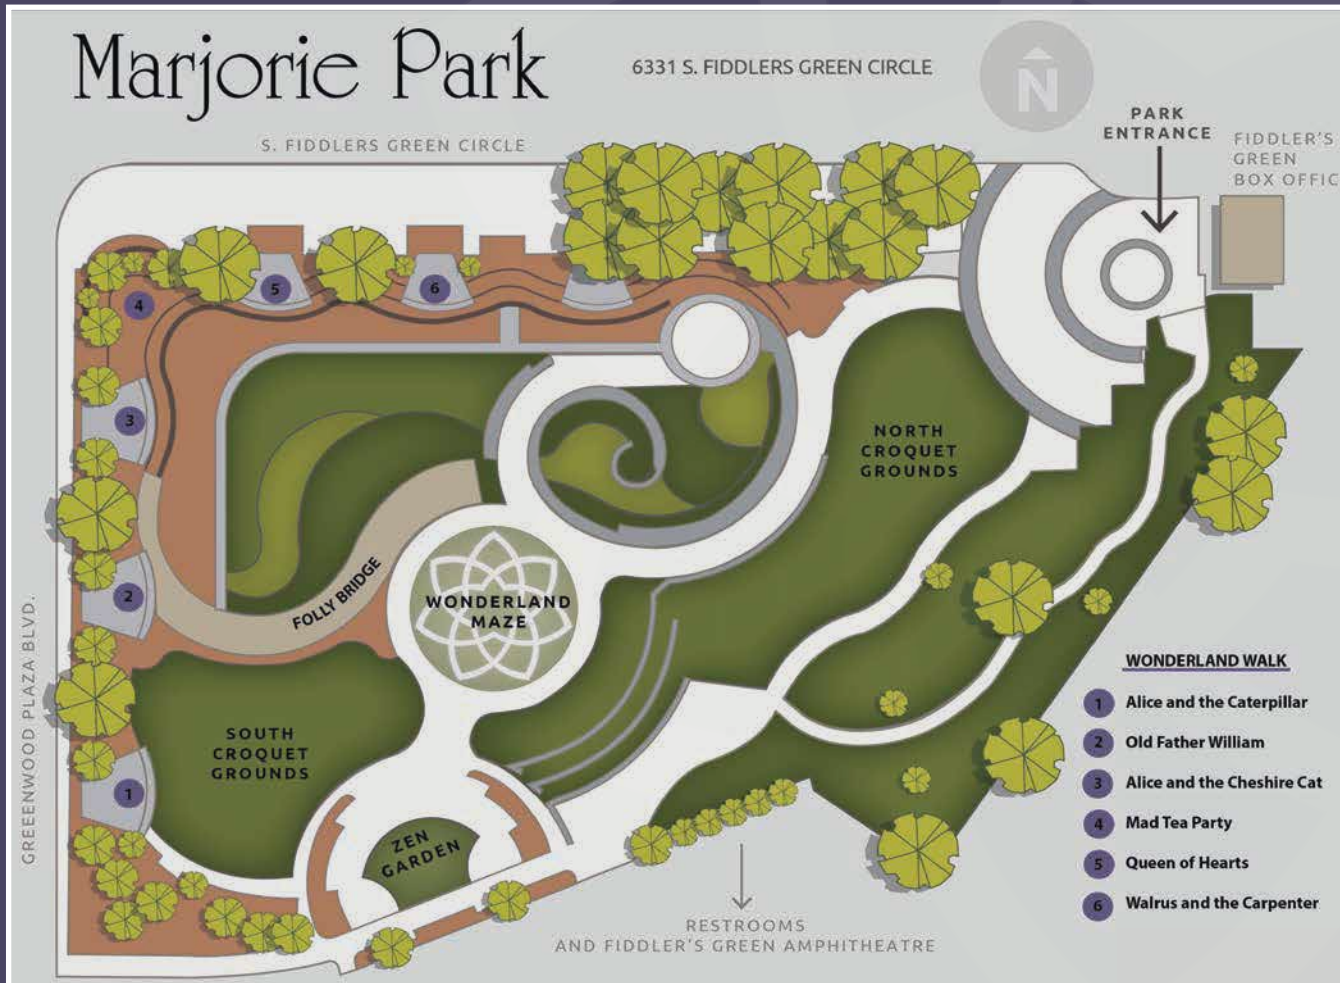 Marjorie Park
6331 S. FIDDLERS GREEN CIRCLE
N
PARK
ENTRANCE
FIDDLER'S
GREEN
BOX OFFIC
S. FIDDLERS GREEN CIRCLE
5
6
4
3
NORTH
CROQUET
GROUNDS
2
FOLLY BRIDGE
WONDERLAND
MAZE
GREEENWOOD PLAZA BLVD.
SOUTH
CROQUET
GROUNDS
1
ZEN
GARDEN
RESTROOMS
AND FIDDLER'S GREEN AMPHITHEATRE
WONDERLAND WALK
1 Alice and the Caterpillar
2 Old Father William
3 Alice and the Cheshire Cat
4 Mad Tea Party
5 Queen of Hearts
6 Walrus and the Carpenter